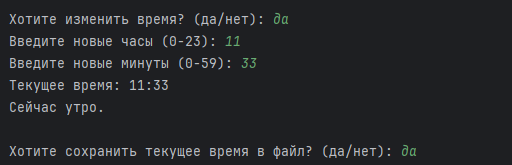 Хотите изменить время? (да/нет): да
Введите новые часы (0-23): 11
Введите новые минуты (0-59): 33
Текущее время: 11:33
Сейчас утро.
Хотите сохранить текущее время в файл? (да/нет): да